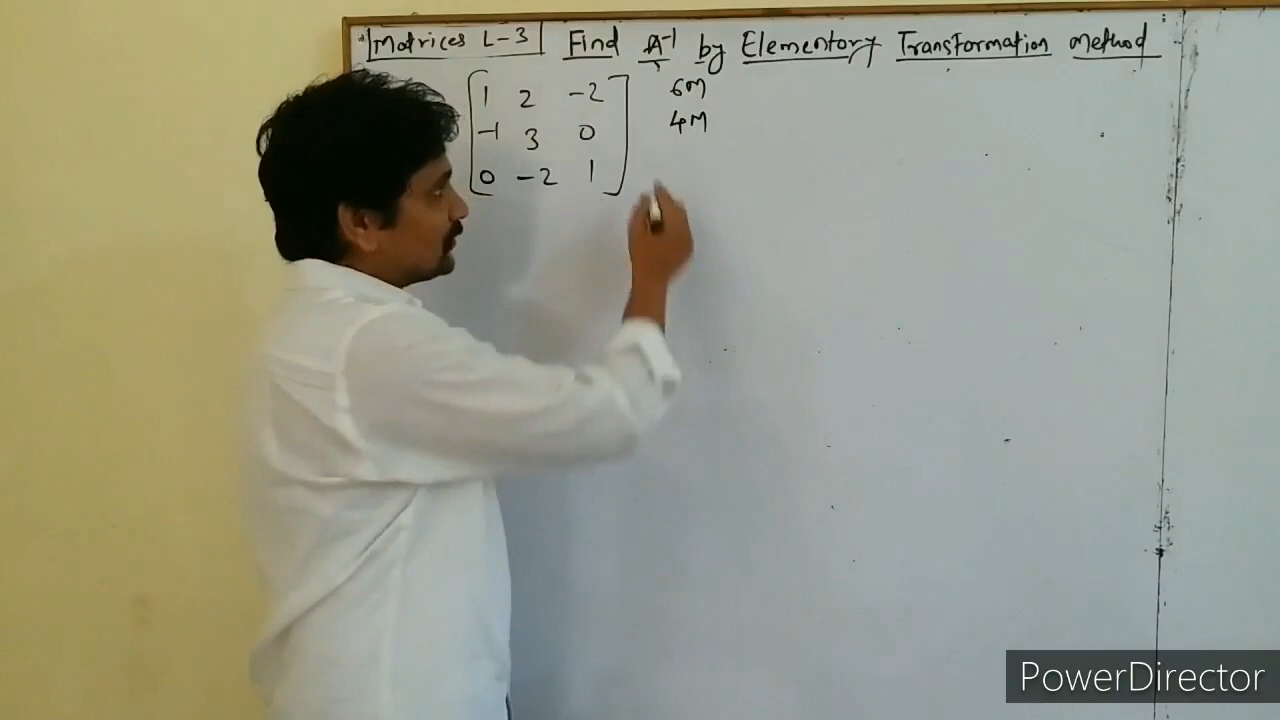 Matrices L-3 Find A⁻¹ by Elementary Transformation Method
1 2 -2 6M
-1 3 0 4M
0 -2 1
PowerDirector